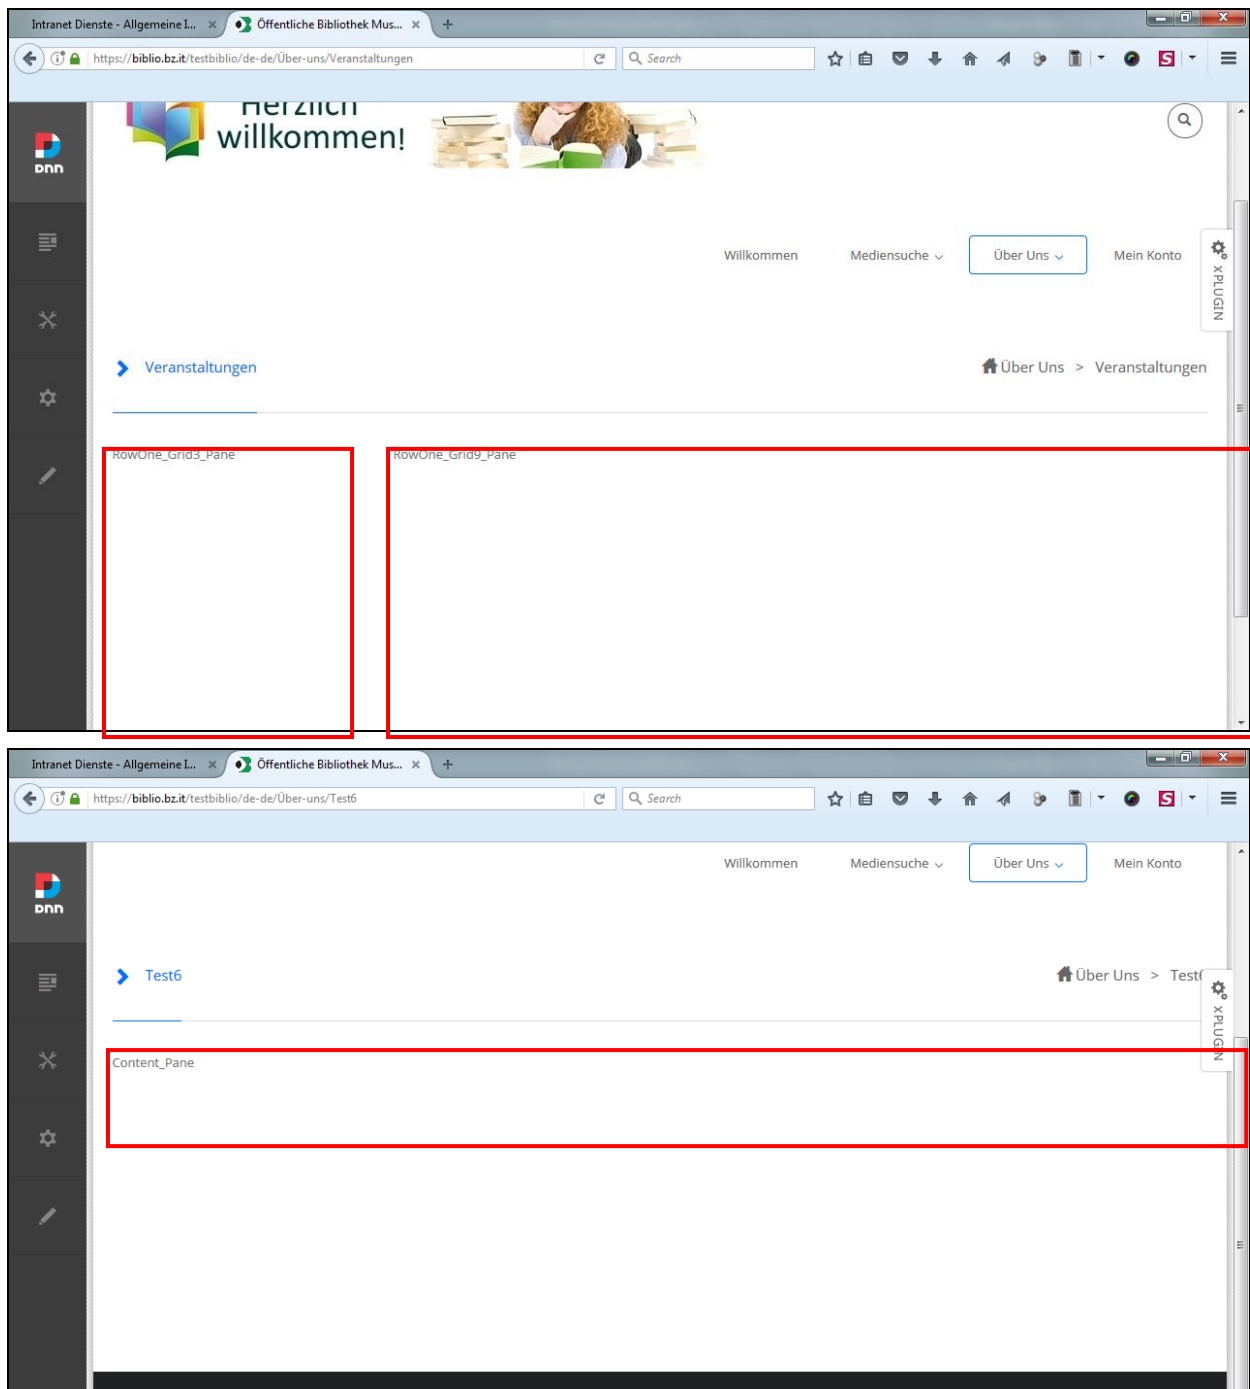 Intranet Dienste - Allgemeine I... × Öffentliche Bibliothek Mus... × +
https://biblio.bz.it/testbiblio/de-de/Über-uns/Veranstaltungen Search
Herzlich
willkommen!
DNN
Willkommen Mediensuche Über Uns Mein Konto
XPLUGIN
Veranstaltungen Über Uns > Veranstaltungen
RowOne_Grid3_Pane RowOne_Grid9_Pane
Intranet Dienste - Allgemeine I... × Öffentliche Bibliothek Mus... × +
https://biblio.bz.it/testbiblio/de-de/Über-uns/Test6 Search
Willkommen Mediensuche Über Uns Mein Konto
DNN
Test6 Über Uns > Test6
XPLUGIN
Content_Pane